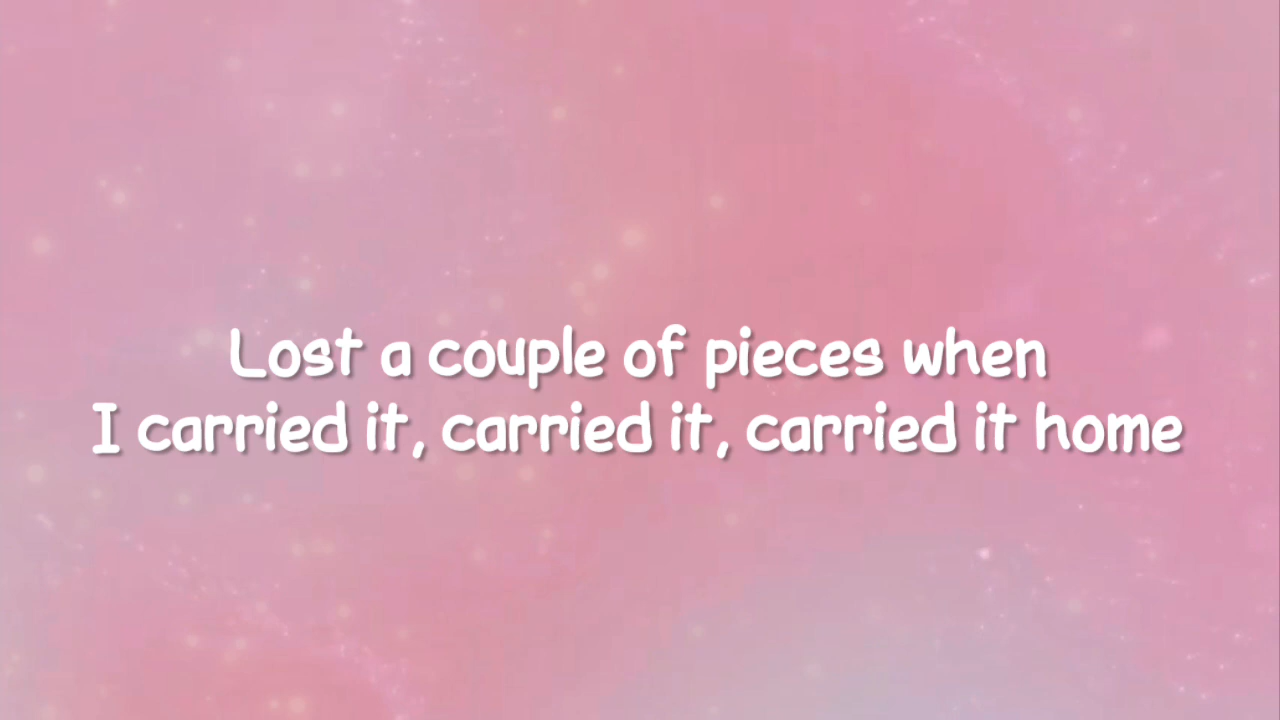 Lost a couple of pieces when
I carried it, carried it, carried it home